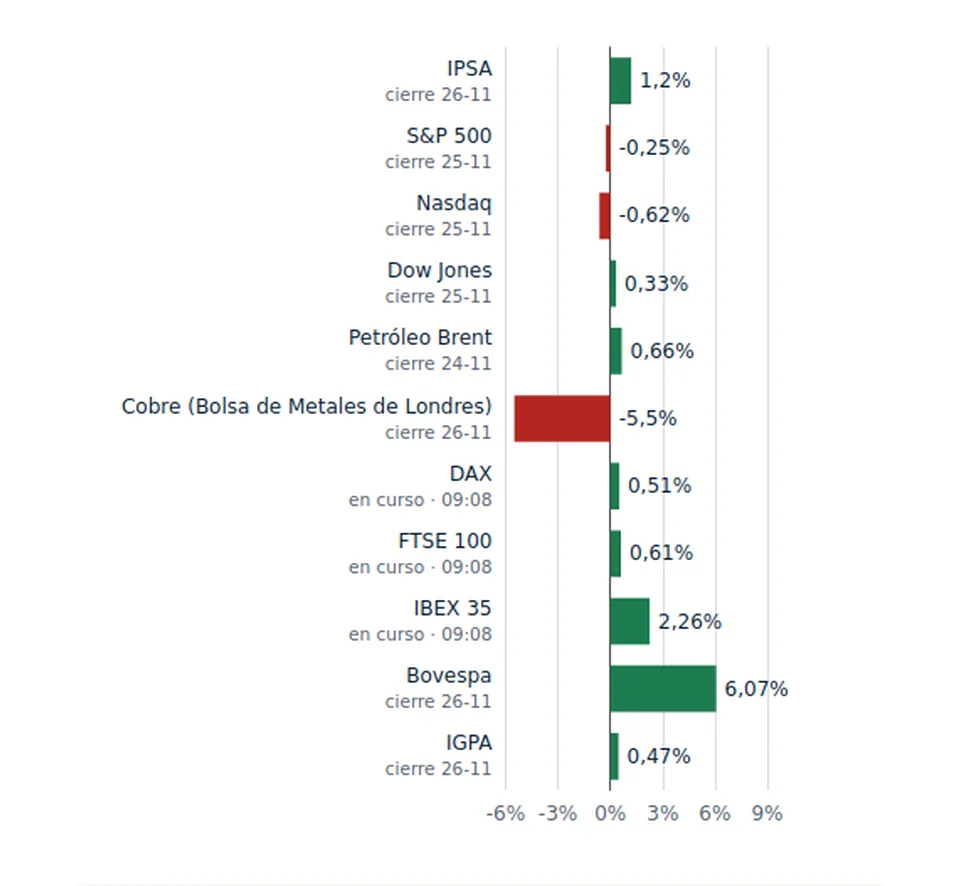 IPSA
cierre 26-11
1,2%
S&P 500
cierre 25-11
-0,25%
Nasdaq
cierre 25-11
-0,62%
Dow Jones
cierre 25-11
0,33%
Petróleo Brent
cierre 24-11
0,66%
Cobre (Bolsa de Metales de Londres)
cierre 26-11
-5,5%
DAX
en curso · 09:08
0,51%
FTSE 100
en curso · 09:08
0,61%
IBEX 35
en curso · 09:08
2,26%
Bovespa
cierre 26-11
6,07%
IGPA
cierre 26-11
0,47%
-6% -3% 0% 3% 6% 9%